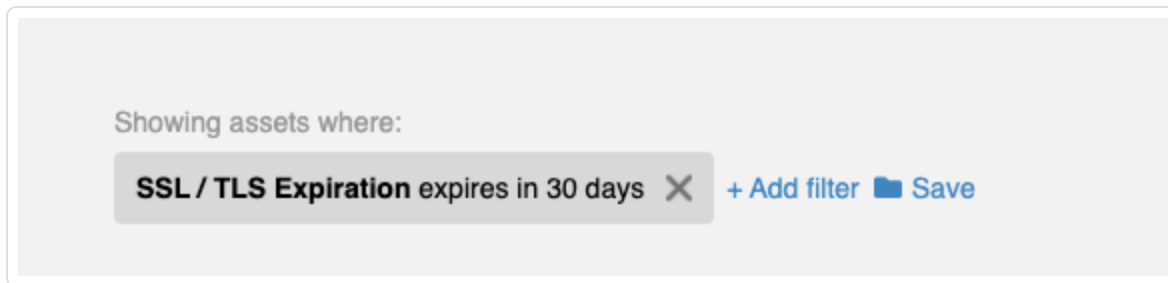 Showing assets where:
SSL / TLS Expiration expires in 30 days + Add filter Save